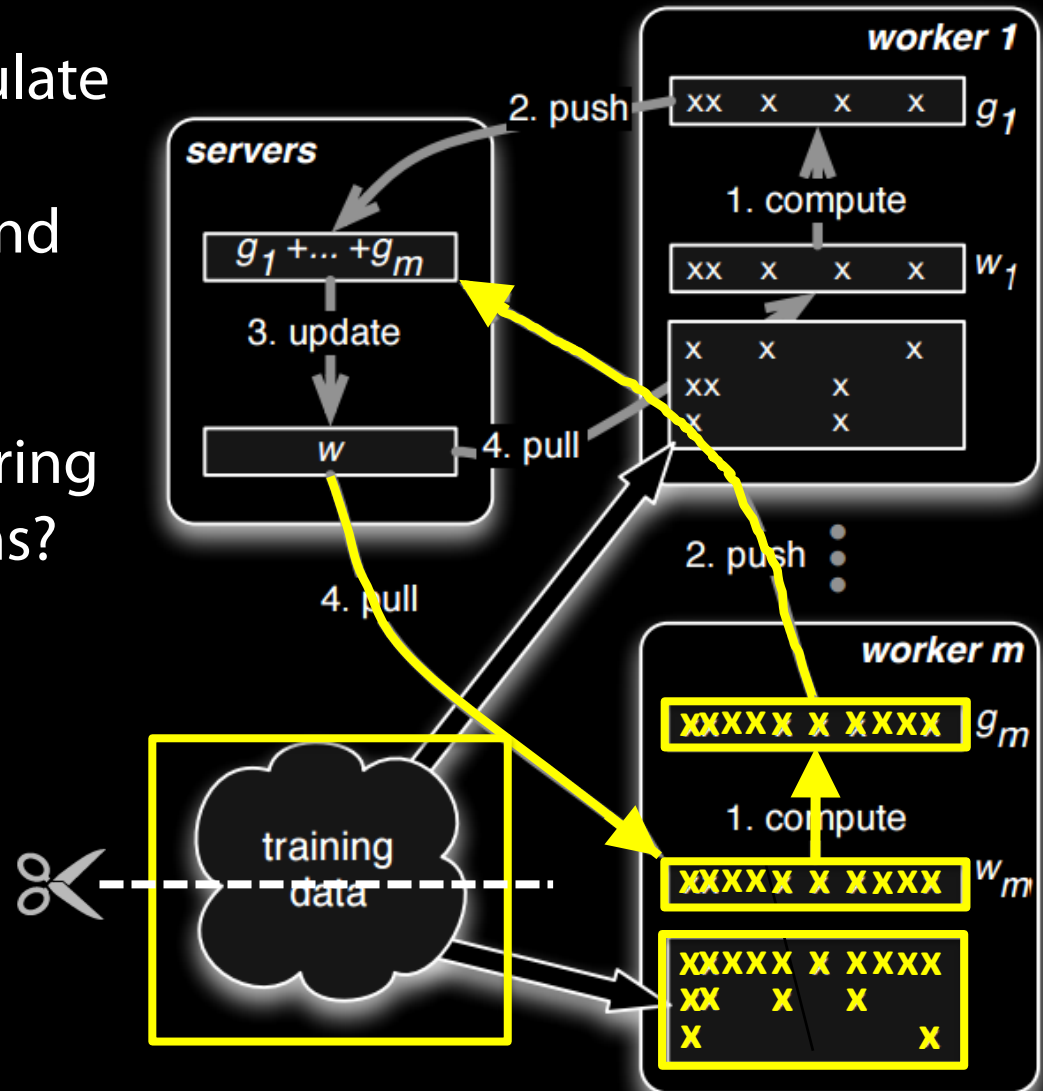 ulate
nd
ring
ns?
servers
g1 +... +gm
3. update
w
2. push
4. pull
4. pull
worker 1
xx x x x g1
1. compute
xx x x x w1
x x x
xx x
x x
2. push
worker m
xxxxx x xxxx gm
1. compute
xxxxx x xxxx wm
xxxxx x xxxx
xx x x
x x
training
data